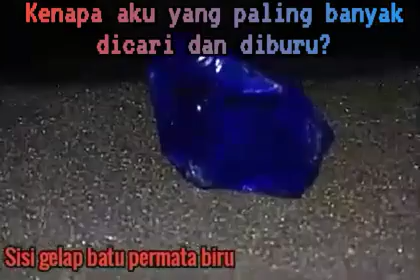 Kenapa aku yang paling banyak
dicari dan diburu?
Sisi gelap batu permata biru